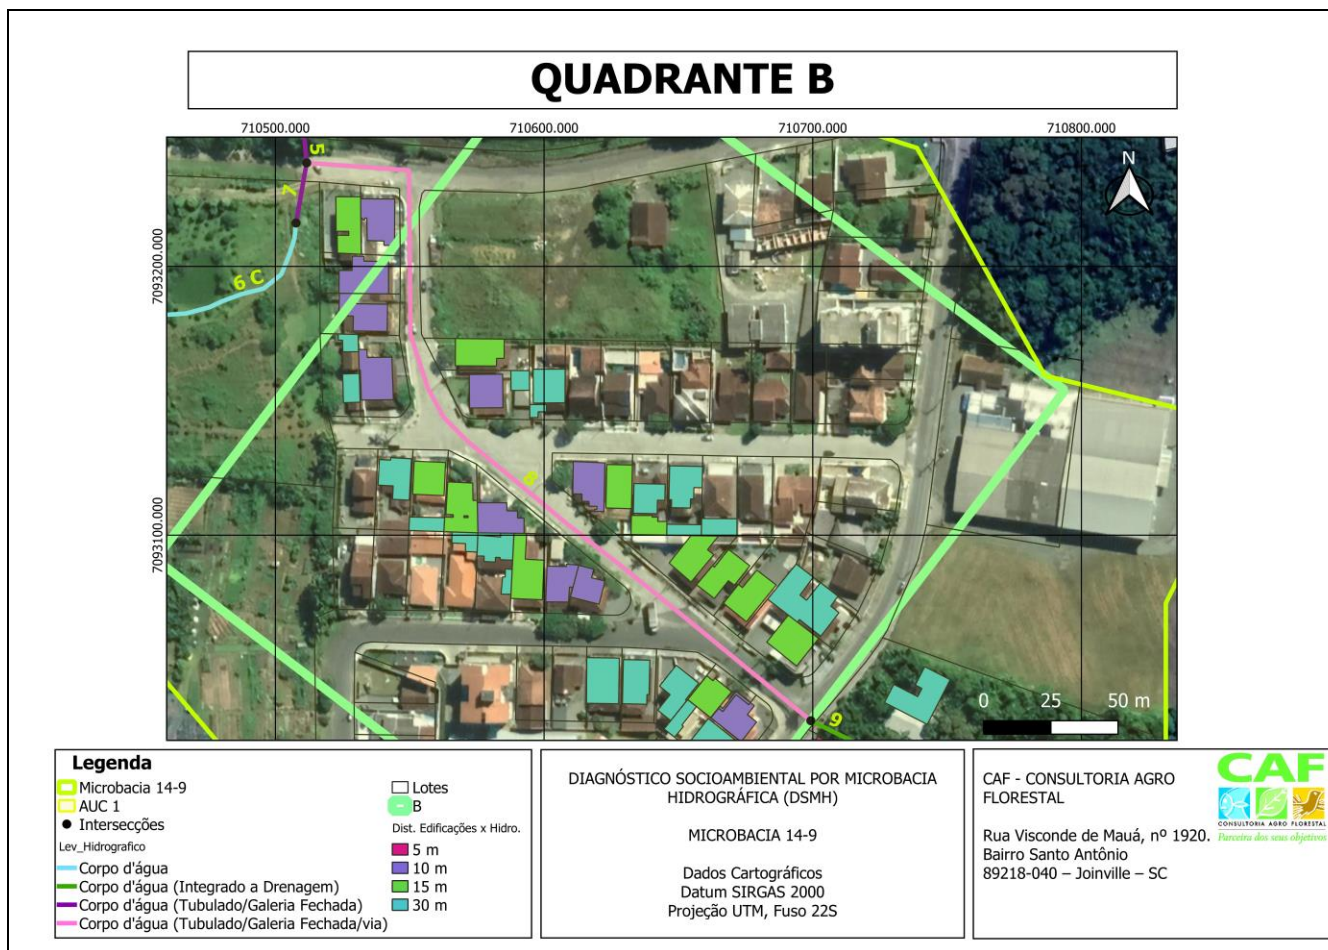 QUADRANTE B
710500.000 710600.000 710700.000 710800.000
7093200.000
7093100.000
5
7
6 C
8
9
N
0 25 50 m
Legenda
Microbacia 14-9
AUC 1
Intersecções
Lev_Hidrografico
Corpo d'água
Corpo d'água (Integrado a Drenagem)
Corpo d'água (Tubulado/Galeria Fechada)
Corpo d'água (Tubulado/Galeria Fechada/via)
Lotes
B
Dist. Edificações x Hidro.
5 m
10 m
15 m
30 m
DIAGNÓSTICO SOCIOAMBIENTAL POR MICROBACIA
HIDROGRÁFICA (DSMH)
MICROBACIA 14-9
Dados Cartográficos
Datum SIRGAS 2000
Projeção UTM, Fuso 22S
CAF - CONSULTORIA AGRO
FLORESTAL
Rua Visconde de Mauá, nº 1920.
Bairro Santo Antônio
89218-040 – Joinville – SC
CAF
CONSULTORIA AGRO FLORESTAL
Parceira dos seus objetivos